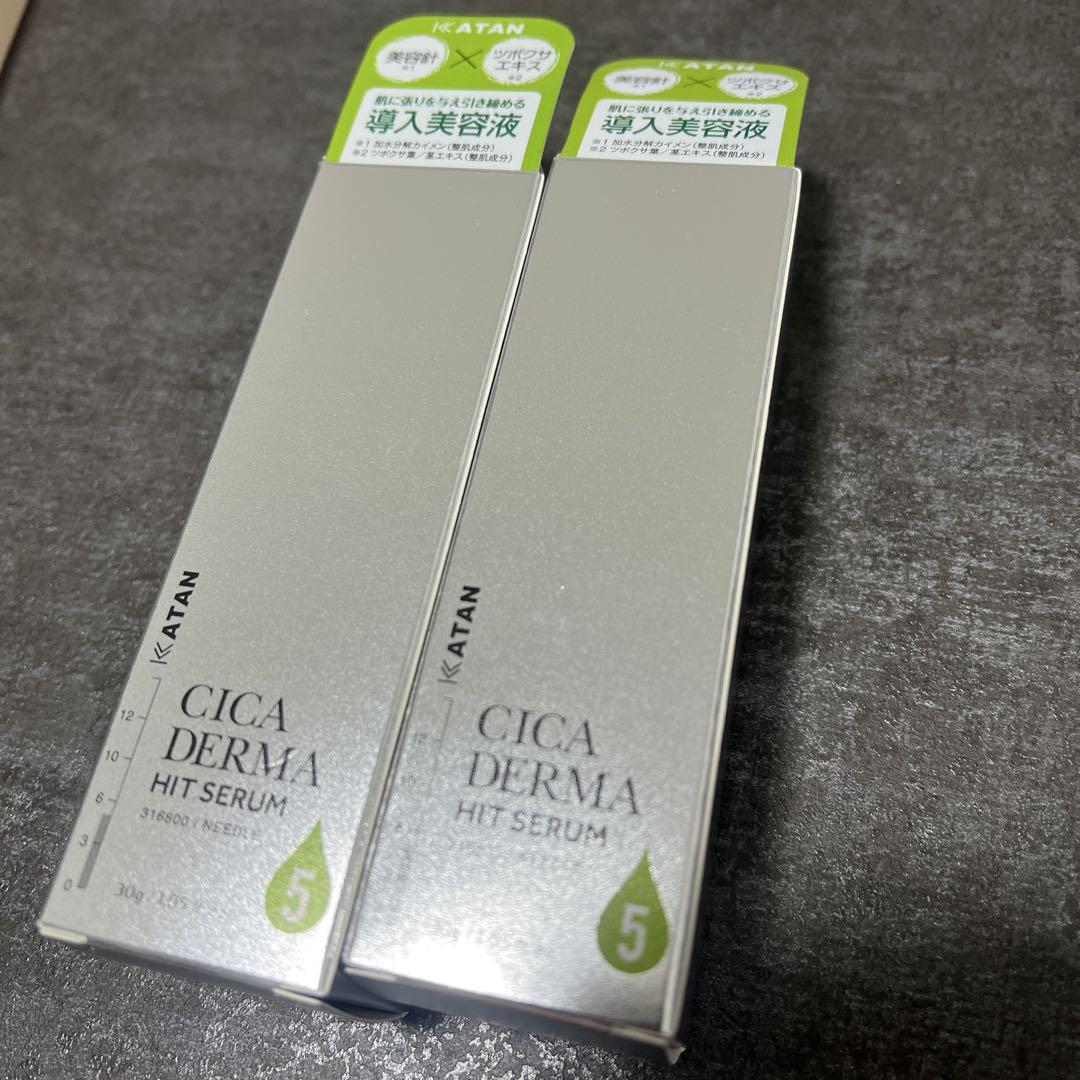 KATAN
美容針
※1
×
ツボクサ
エキス
※2
肌に張りを与え引き締める
導入美容液
※1 加水分解カイメン(整肌成分)
※2 ツボクサ葉/茎エキス(整肌成分)
KATAN
12
10
6
3
0
CICA
DERMA
HIT SERUM
316800 / NEEDLE
30g / 1.05
5
KATAN
美容針
※1
×
ツボクサ
エキス
※2
肌に張りを与え引き締める
導入美容液
※1 加水分解カイメン(整肌成分)
※2 ツボクサ葉/茎エキス(整肌成分)
KATAN
12
10
CICA
DERMA
HIT SERUM
5